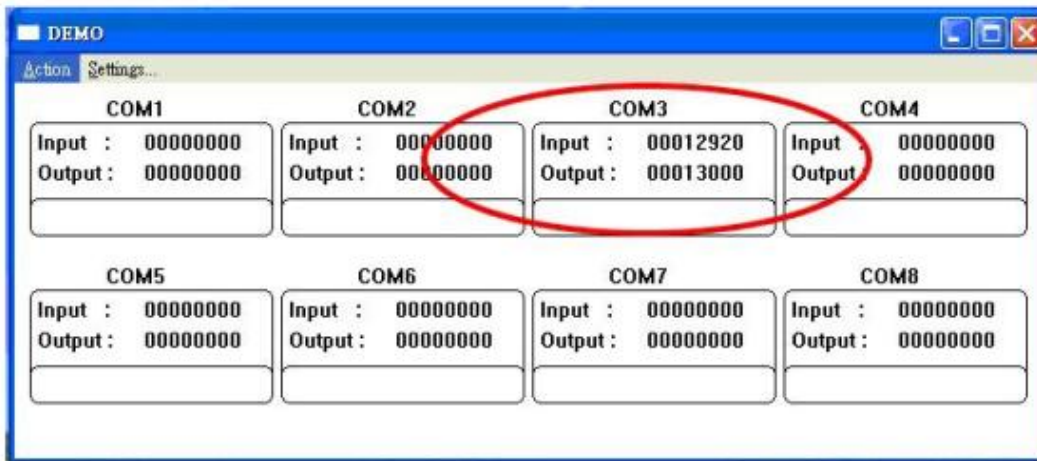 DEMO
Action Settings...
COM1 COM2 COM3 COM4
Input : 00000000 Input : 00000000 Input : 00012920 Input : 00000000
Output : 00000000 Output : 00000000 Output : 00013000 Output : 00000000
COM5 COM6 COM7 COM8
Input : 00000000 Input : 00000000 Input : 00000000 Input : 00000000
Output : 00000000 Output : 00000000 Output : 00000000 Output : 00000000